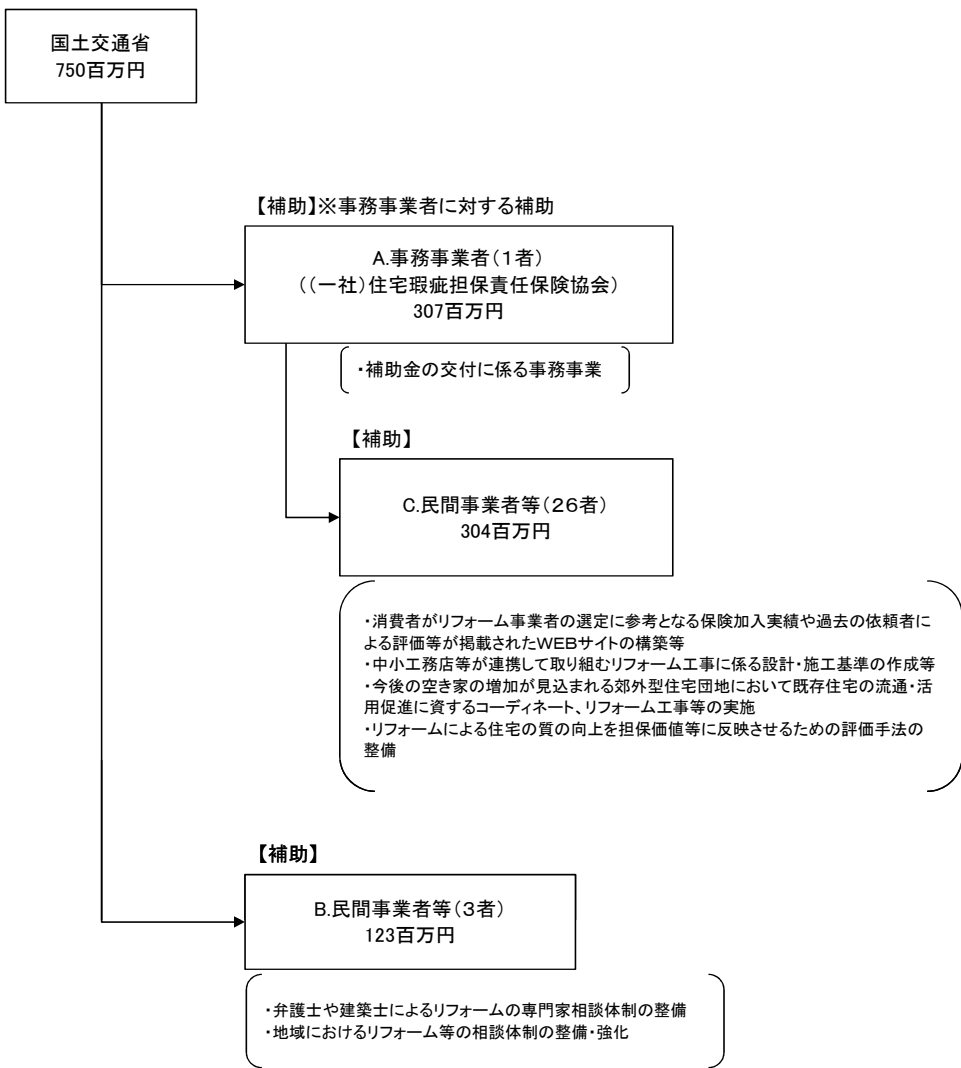 国土交通省
750百万円
【補助】※事務事業者に対する補助
A.事務事業者（１者）
（（一社）住宅瑕疵担保責任保険協会）
307百万円
・補助金の交付に係る事務事業
【補助】
C.民間事業者等（２６者）
304百万円
・消費者がリフォーム事業者の選定に参考となる保険加入実績や過去の依頼者に
よる評価等が掲載されたＷＥＢサイトの構築等
・中小工務店等が連携して取り組むリフォーム工事に係る設計・施工基準の作成等
・今後の空き家の増加が見込まれる郊外型住宅団地において既存住宅の流通・活
用促進に資するコーディネート、リフォーム工事等の実施
・リフォームによる住宅の質の向上を担保価値等に反映させるための評価手法の
整備
【補助】
B.民間事業者等（３者）
123百万円
・弁護士や建築士によるリフォームの専門家相談体制の整備
・地域におけるリフォーム等の相談体制の整備・強化